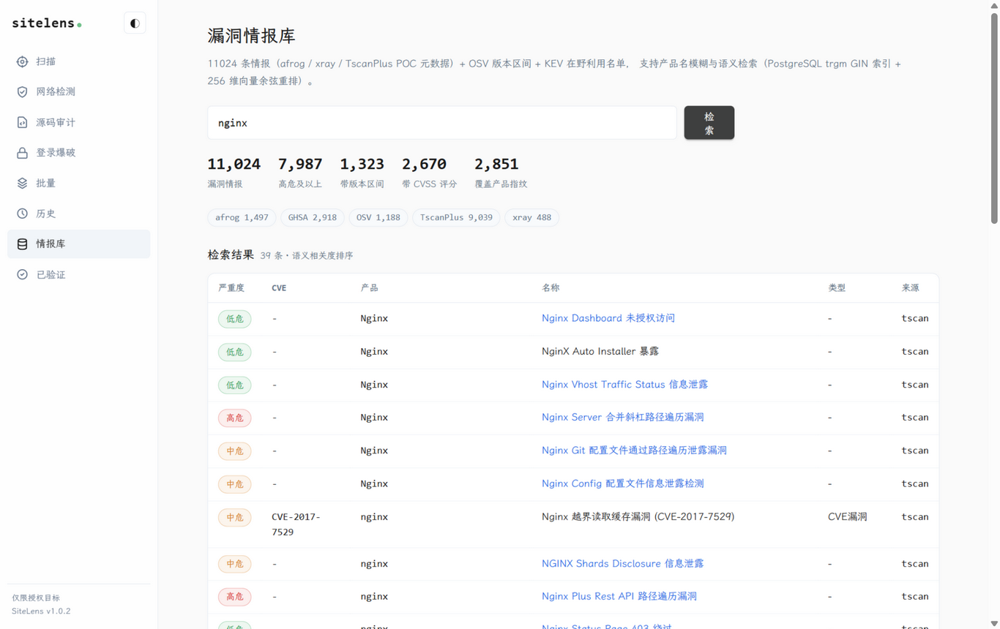 sitelens
扫描
网络检测
源码审计
登录爆破
批量
历史
情报库
已验证
仅限授权目标
SiteLens v1.0.2
漏洞情报库
11024 条情报（afrog / xray / TscanPlus POC 元数据）+ OSV 版本区间 + KEV 在野利用名单， 支持产品名模糊与语义检索（PostgreSQL trgm GIN 索引 +
256 维向量余弦重排）。
nginx
检
索
11,024 7,987 1,323 2,670 2,851
漏洞情报 高危及以上 带版本区间 带 CVSS 评分 覆盖产品指纹
afrog 1,497 GHSA 2,918 OSV 1,188 TscanPlus 9,039 xray 488
检索结果 39 条·语义相关度排序
严重度 CVE 产品 名称 类型 来源
低危 - Nginx Nginx Dashboard 未授权访问 - tscan
低危 - Nginx NginX Auto Installer 暴露 - tscan
低危 - Nginx Nginx Vhost Traffic Status 信息泄露 - tscan
高危 - Nginx Nginx Server 合并斜杠路径遍历漏洞 - tscan
中危 - Nginx Nginx Git 配置文件通过路径遍历泄露漏洞 - tscan
中危 - Nginx Nginx Config 配置文件信息泄露检测 - tscan
中危 CVE-2017- nginx Nginx 越界读取缓存漏洞 (CVE-2017-7529) CVE漏洞 tscan
7529
中危 - nginx NGINX Shards Disclosure 信息泄露 - tscan
高危 - nginx Nginx Plus Rest API 路径遍历漏洞 - tscan
低危 Nginx Status Page 403 绕过